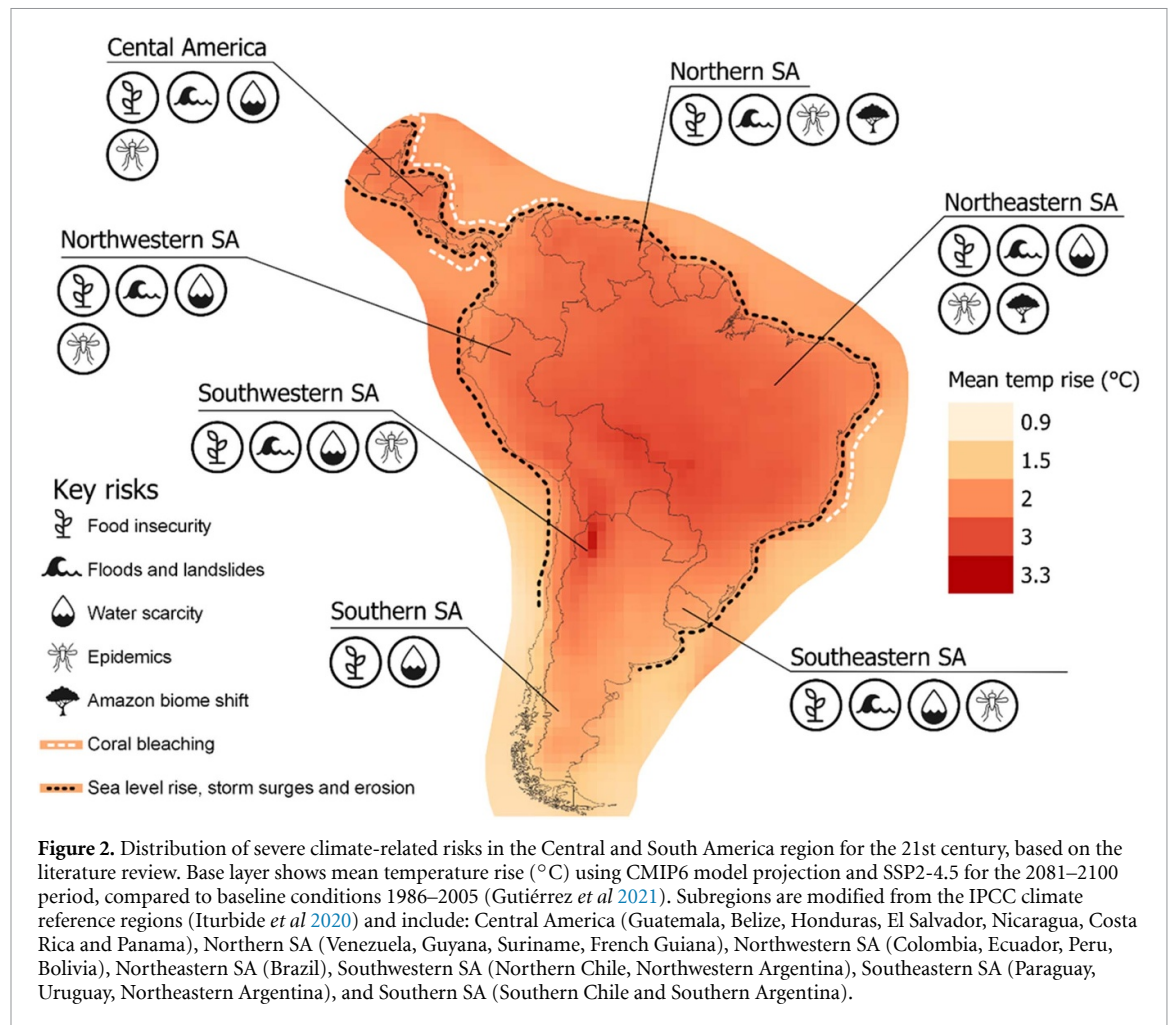 Cental America
Northern SA
Northeastern SA
Northwestern SA
Southwestern SA
Mean temp rise (°C)
0.9
1.5
2
3
3.3
Key risks
Food insecurity
Floods and landslides
Water scarcity
Epidemics
Amazon biome shift
Coral bleaching
Sea level rise, storm surges and erosion
Southern SA
Southeastern SA
Figure 2. Distribution of severe climate-related risks in the Central and South America region for the 21st century, based on the
literature review. Base layer shows mean temperature rise (°C) using CMIP6 model projection and SSP2-4.5 for the 2081–2100
period, compared to baseline conditions 1986–2005 (Gutiérrez et al 2021). Subregions are modified from the IPCC climate
reference regions (Iturbide et al 2020) and include: Central America (Guatemala, Belize, Honduras, El Salvador, Nicaragua, Costa
Rica and Panama), Northern SA (Venezuela, Guyana, Suriname, French Guiana), Northwestern SA (Colombia, Ecuador, Peru,
Bolivia), Northeastern SA (Brazil), Southwestern SA (Northern Chile, Northwestern Argentina), Southeastern SA (Paraguay,
Uruguay, Northeastern Argentina), and Southern SA (Southern Chile and Southern Argentina).